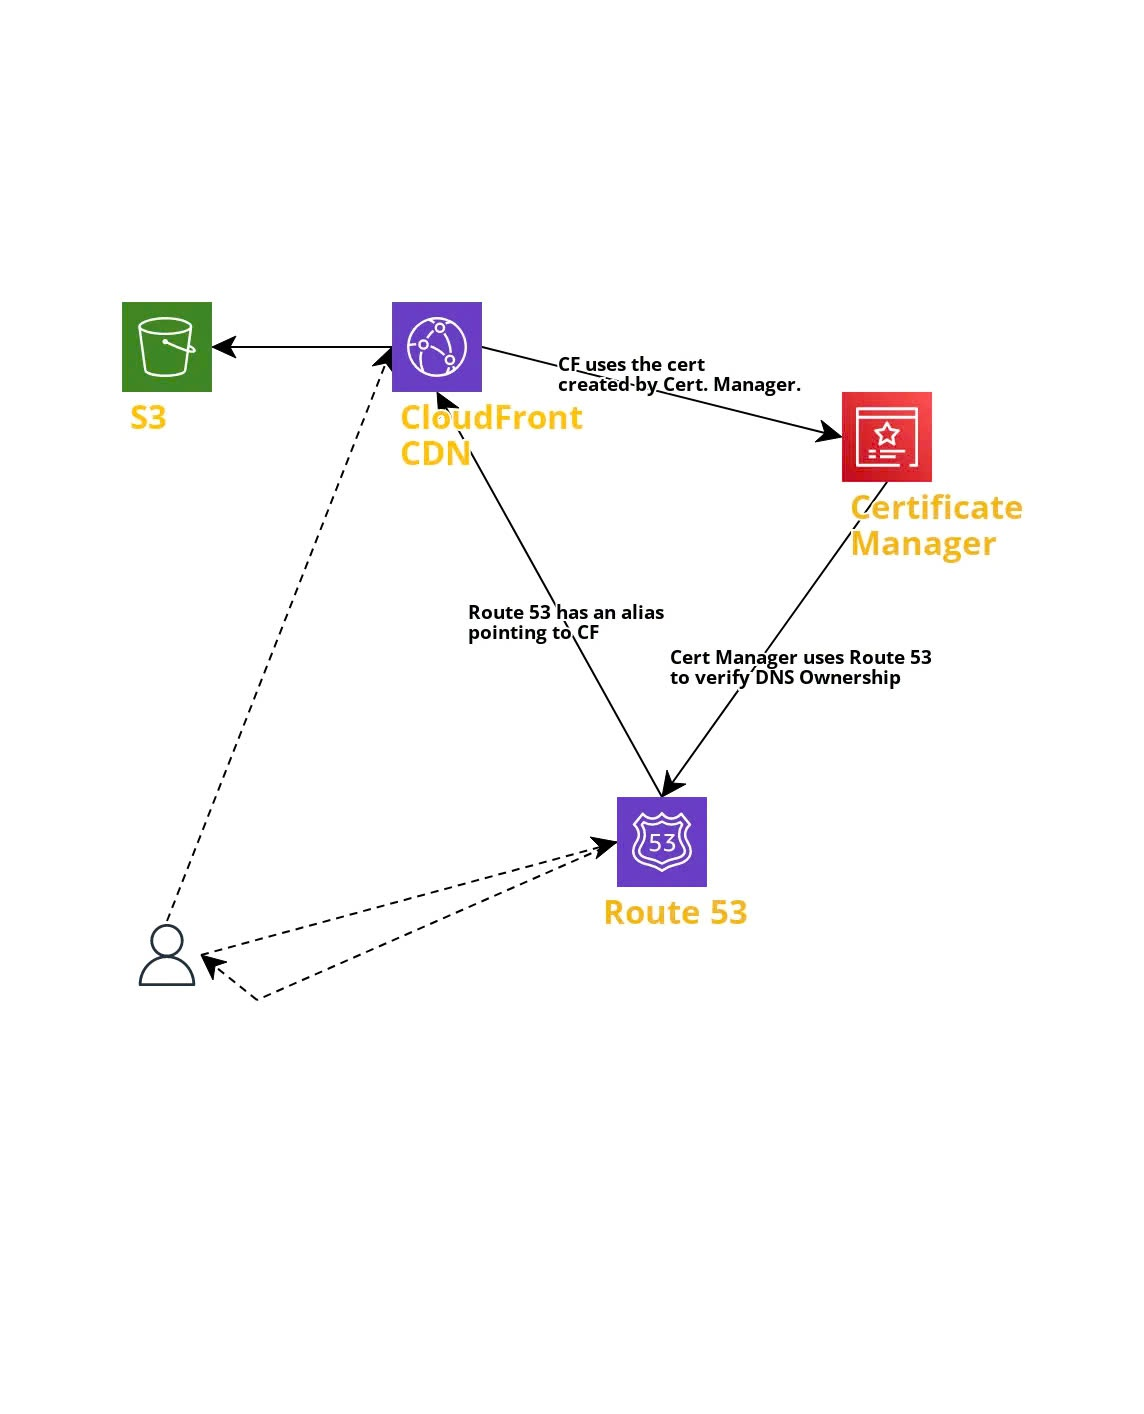 S3
CloudFront
CDN
CF uses the cert
created by Cert. Manager.
Certificate
Manager
Route 53 has an alias
pointing to CF
Cert Manager uses Route 53
to verify DNS Ownership
53
Route 53